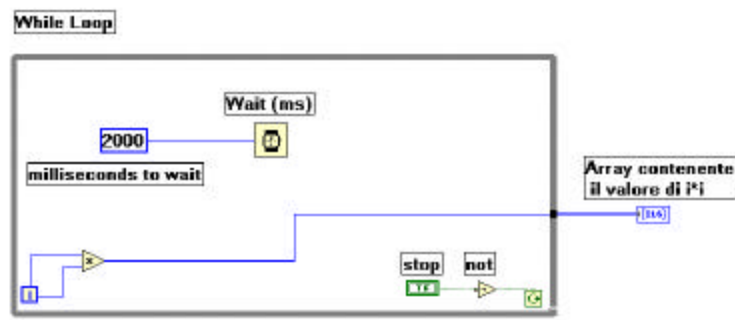 While Loop
Wait (ms)
2000
milliseconds to wait
Array contenente
il valore di i*i
[I16]
x
stop
not
TF
i